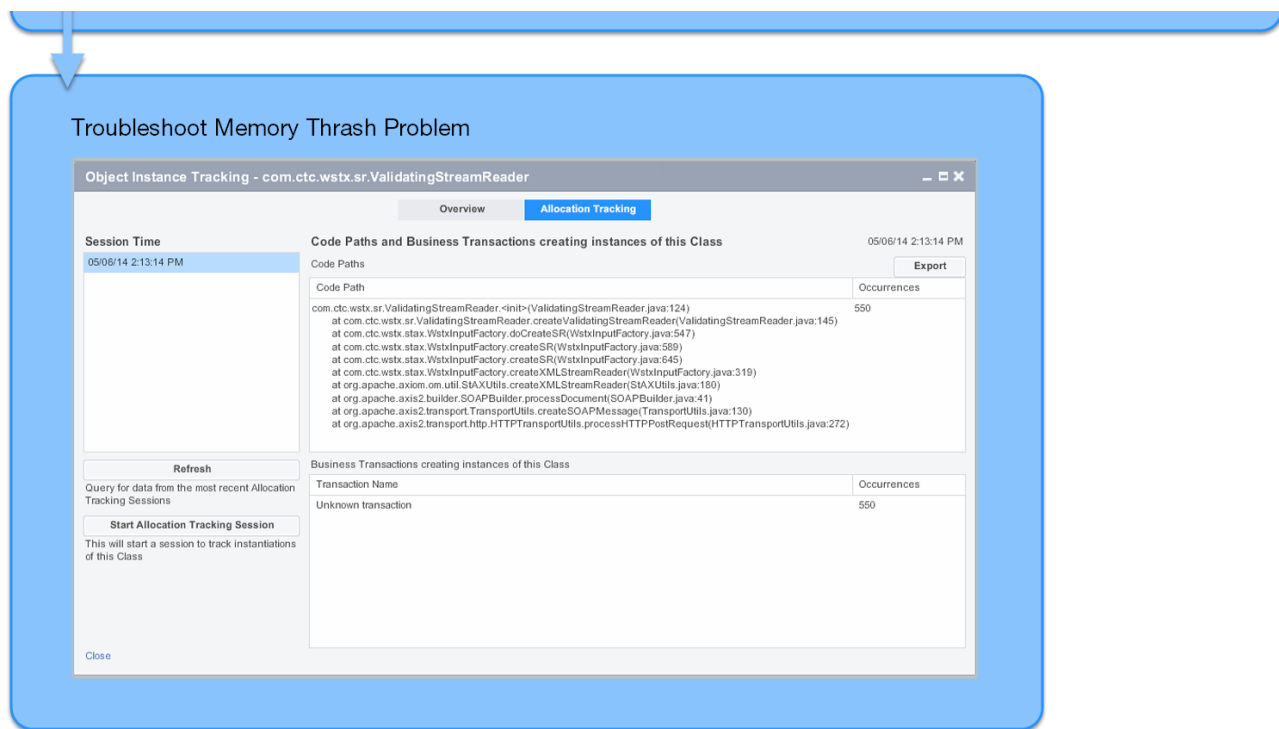 Troubleshoot Memory Thrash Problem
Object Instance Tracking - com.ctc.wstx.sr.ValidatingStreamReader
Overview
Allocation Tracking
Session Time
05/06/14 2:13:14 PM
Code Paths and Business Transactions creating instances of this Class
05/06/14 2:13:14 PM
Code Paths
Export
Code Path
Occurrences
com.ctc.wstx.sr.ValidatingStreamReader.<init>(ValidatingStreamReader.java:124)
550
at com.ctc.wstx.sr.ValidatingStreamReader.createValidatingStreamReader(ValidatingStreamReader.java:145)
at com.ctc.wstx.stax.WstxInputFactory.doCreateSR(WstxInputFactory.java:547)
at com.ctc.wstx.stax.WstxInputFactory.createSR(WstxInputFactory.java:589)
at com.ctc.wstx.stax.WstxInputFactory.createSR(WstxInputFactory.java:645)
at com.ctc.wstx.stax.WstxInputFactory.createXMLStreamReader(WstxInputFactory.java:319)
at org.apache.axiom.om.util.StAXUtils.createXMLStreamReader(StAXUtils.java:180)
at org.apache.axis2.builder.SOAPBuilder.processDocument(SOAPBuilder.java:41)
at org.apache.axis2.transport.TransportUtils.createSOAPMessage(TransportUtils.java:130)
at org.apache.axis2.transport.http.HTTPTransportUtils.processHTTPPostRequest(HTTPTransportUtils.java:272)
Refresh
Query for data from the most recent Allocation
Tracking Sessions
Start Allocation Tracking Session
This will start a session to track instantiations
of this Class
Business Transactions creating instances of this Class
Transaction Name
Occurrences
Unknown transaction
550
Close